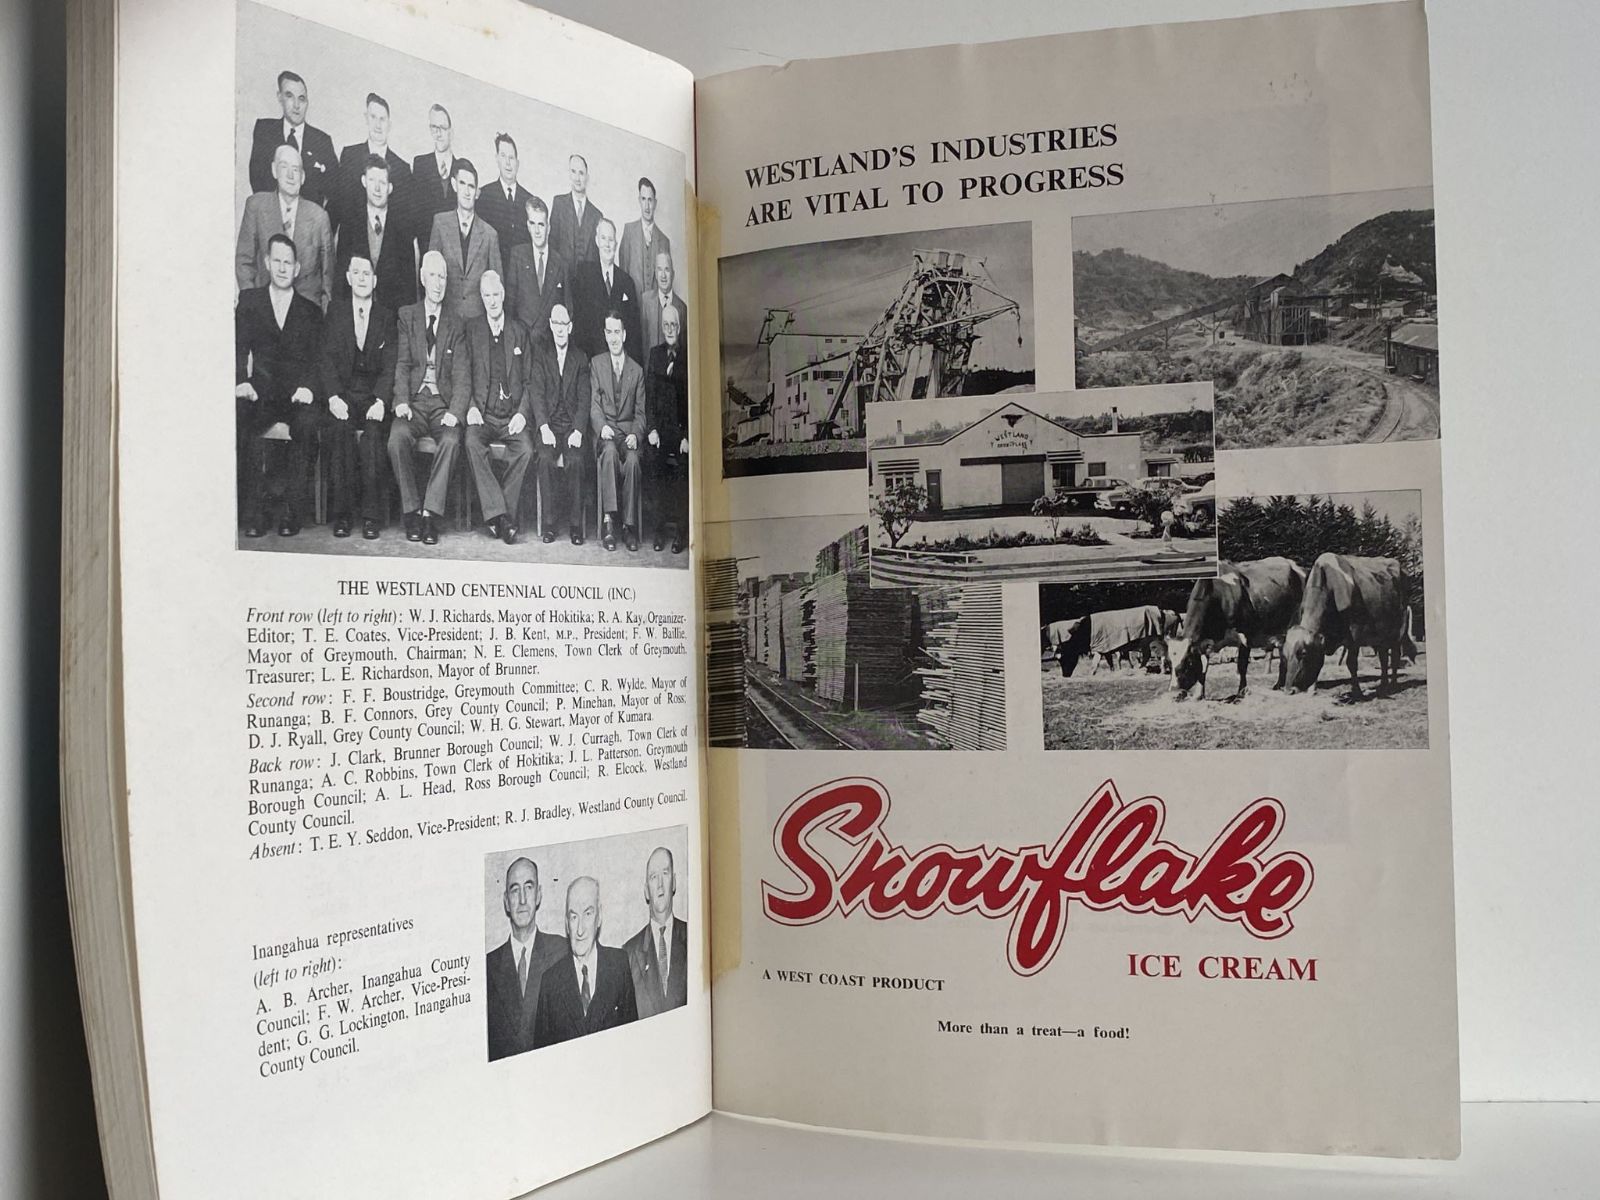 THE WESTLAND CENTENNIAL COUNCIL (INC.)
Front row (left to right): W. J. Richards, Mayor of Hokitika; R. A. Kay, Organizer-
Editor; T. E. Coates, Vice-President; J. B. Kent, M.P., President; F. W. Baillie,
Mayor of Greymouth, Chairman; N. E. Clemens, Town Clerk of Greymouth,
Treasurer; L. E. Richardson, Mayor of Brunner.
Second row: F. F. Boustridge, Greymouth Committee; C. R. Wylde, Mayor of
Runanga; B. F. Connors, Grey County Council; P. Minehan, Mayor of Ross;
D. J. Ryall, Grey County Council; W. H. G. Stewart, Mayor of Kumara.
Back row: J. Clark, Brunner Borough Council; W. J. Curragh, Town Clerk of
Runanga; A. C. Robbins, Town Clerk of Hokitika; J. L. Patterson, Greymouth
Borough Council; A. L. Head, Ross Borough Council; R. Elcock, Westland
County Council.
Absent: T. E. Y. Seddon, Vice-President; R. J. Bradley, Westland County Council.
Inangahua representatives
(left to right):
A. B. Archer, Inangahua County
Council; F. W. Archer, Vice-Presi-
dent; G. G. Lockington, Inangahua
County Council.
WESTLAND'S INDUSTRIES
ARE VITAL TO PROGRESS
WESTLAND
Snowflake
ICE CREAM
A WEST COAST PRODUCT
More than a treat—a food!